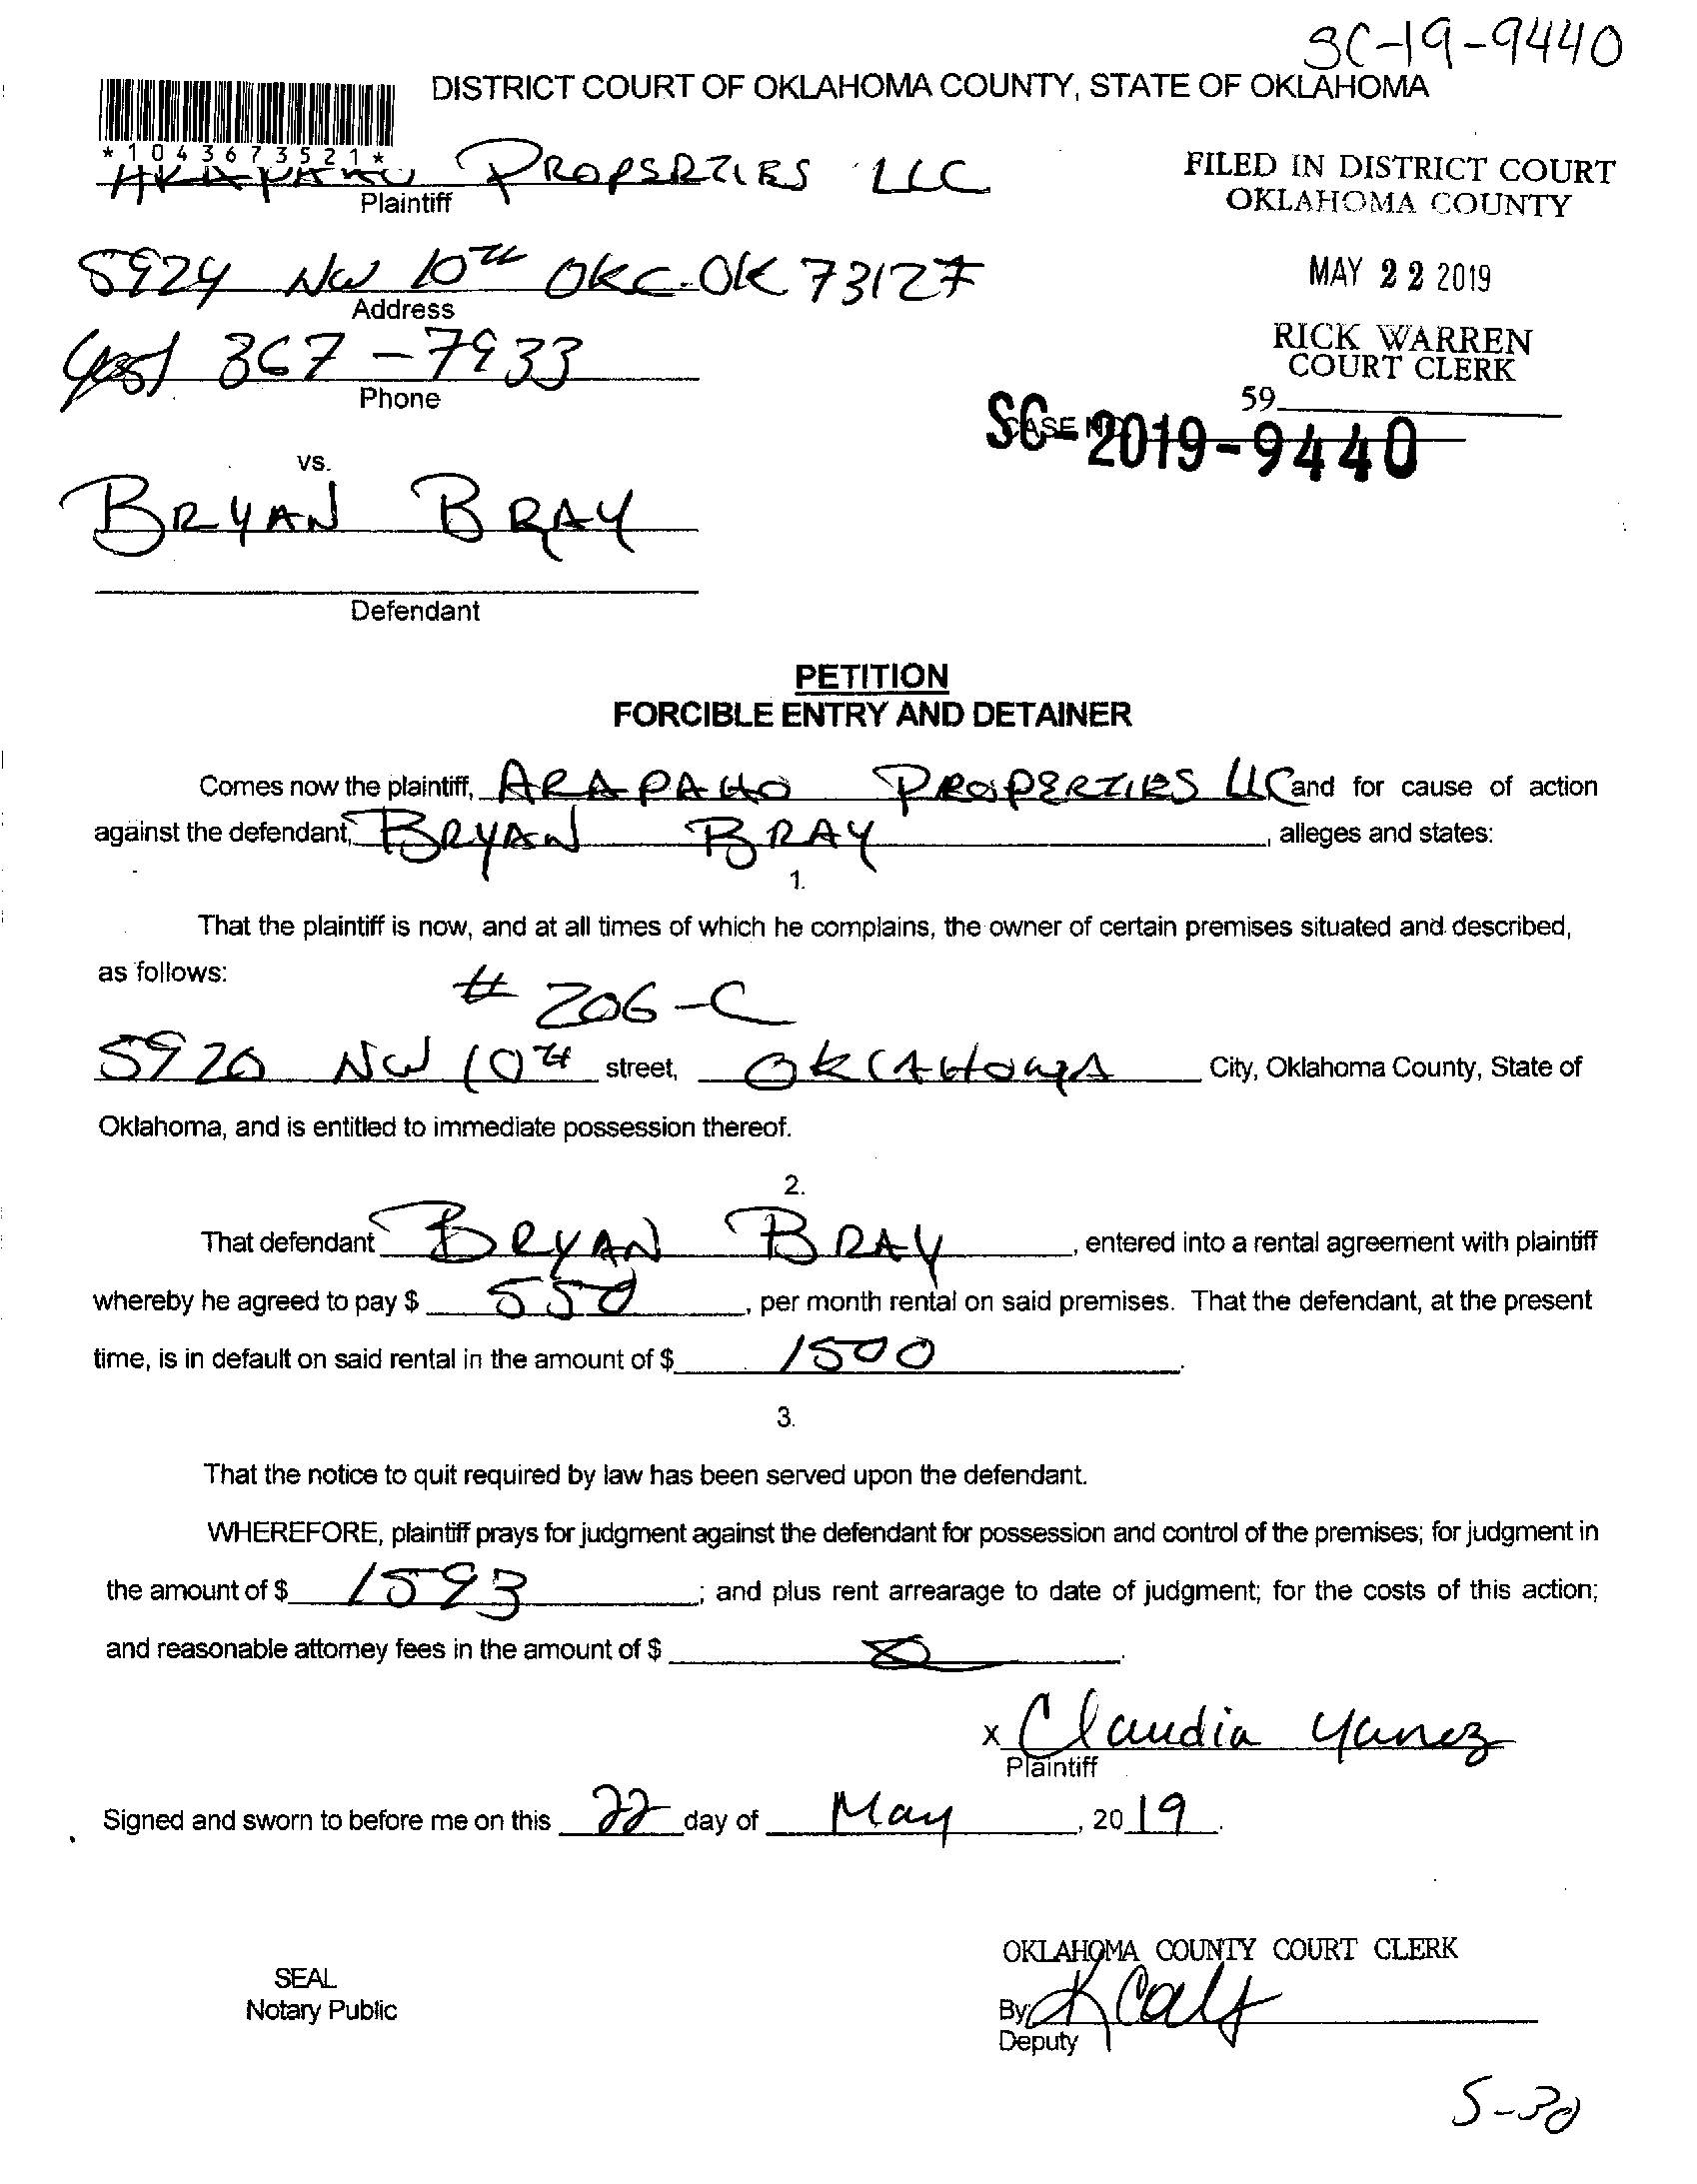 SC-19-9440
DISTRICT COURT OF OKLAHOMA COUNTY, STATE OF OKLAHOMA
*1043673521*
ARAPAHO PROPERTIES LLC
Plaintiff
FILED IN DISTRICT COURT
OKLAHOMA COUNTY
5924 NW 10TH OKC. OK 73127
Address
MAY 22 2019
367-7933
Phone
RICK WARREN
COURT CLERK
59
CASE NO.
SC-2019-9440
vs.
BRYAN BRAY
Defendant
PETITION
FORCIBLE ENTRY AND DETAINER
Comes now the plaintiff, ARAPAHO PROPERTIES LLC and for cause of action
against the defendant, BRYAN BRAY, alleges and states:
1.
That the plaintiff is now, and at all times of which he complains, the owner of certain premises situated and described,
as follows:
# 206-C
5920 NW 10TH street, OKLAHOMA City, Oklahoma County, State of
Oklahoma, and is entitled to immediate possession thereof.
2.
That defendant BRYAN BRAY, entered into a rental agreement with plaintiff
whereby he agreed to pay $ 550, per month rental on said premises. That the defendant, at the present
time, is in default on said rental in the amount of $ 1500.
3.
That the notice to quit required by law has been served upon the defendant.
WHEREFORE, plaintiff prays for judgment against the defendant for possession and control of the premises; for judgment in
the amount of $ 1593; and plus rent arrearage to date of judgment; for the costs of this action;
and reasonable attorney fees in the amount of $ 0.
x Claudia Yanez
Plaintiff
Signed and sworn to before me on this 22 day of May, 2019.
OKLAHOMA COUNTY COURT CLERK
SEAL
Notary Public
By:
Deputy
5-30